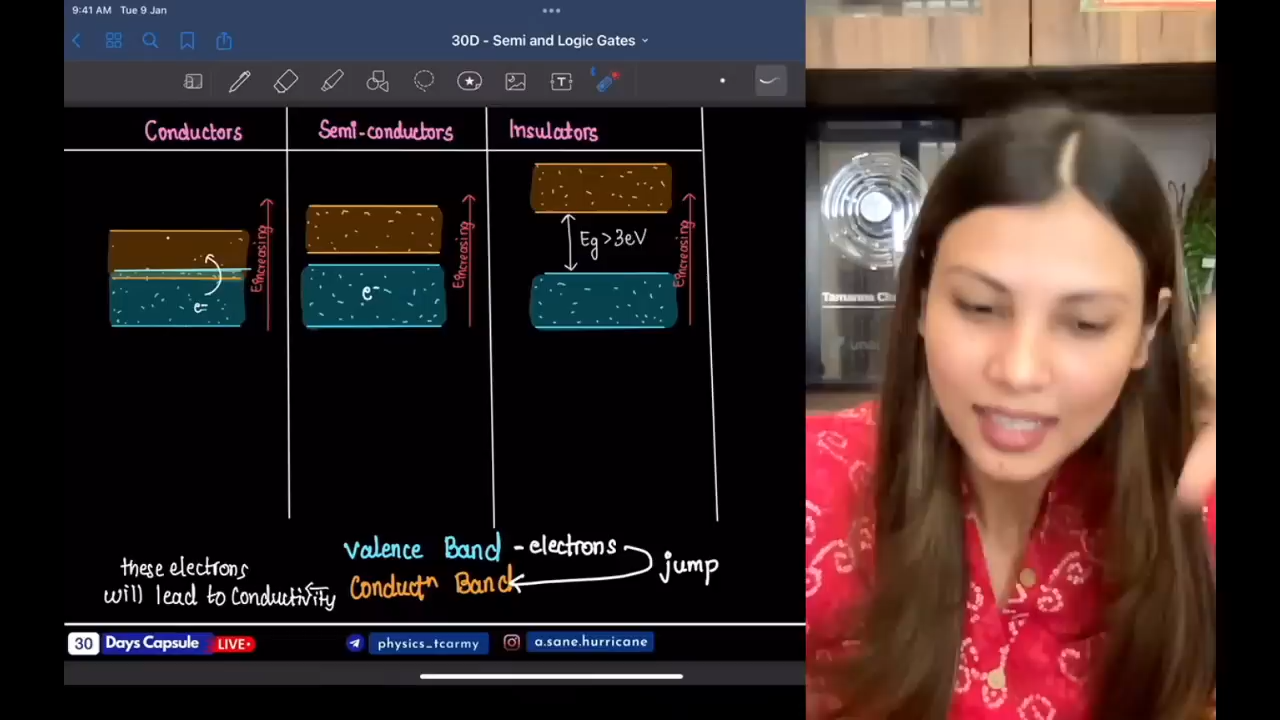 9:41 AM Tue 9 Jan
30D - Semi and Logic Gates
Conductors
Semi-conductors
Insulators
Eg > 3eV
E increasing
E increasing
E increasing
e-
e-
Valence Band - electrons
jump
Conductn Band
these electrons
will lead to Conductivity
30 Days Capsule LIVE
physics_tcarmy
a.sane.hurricane
Tamanna